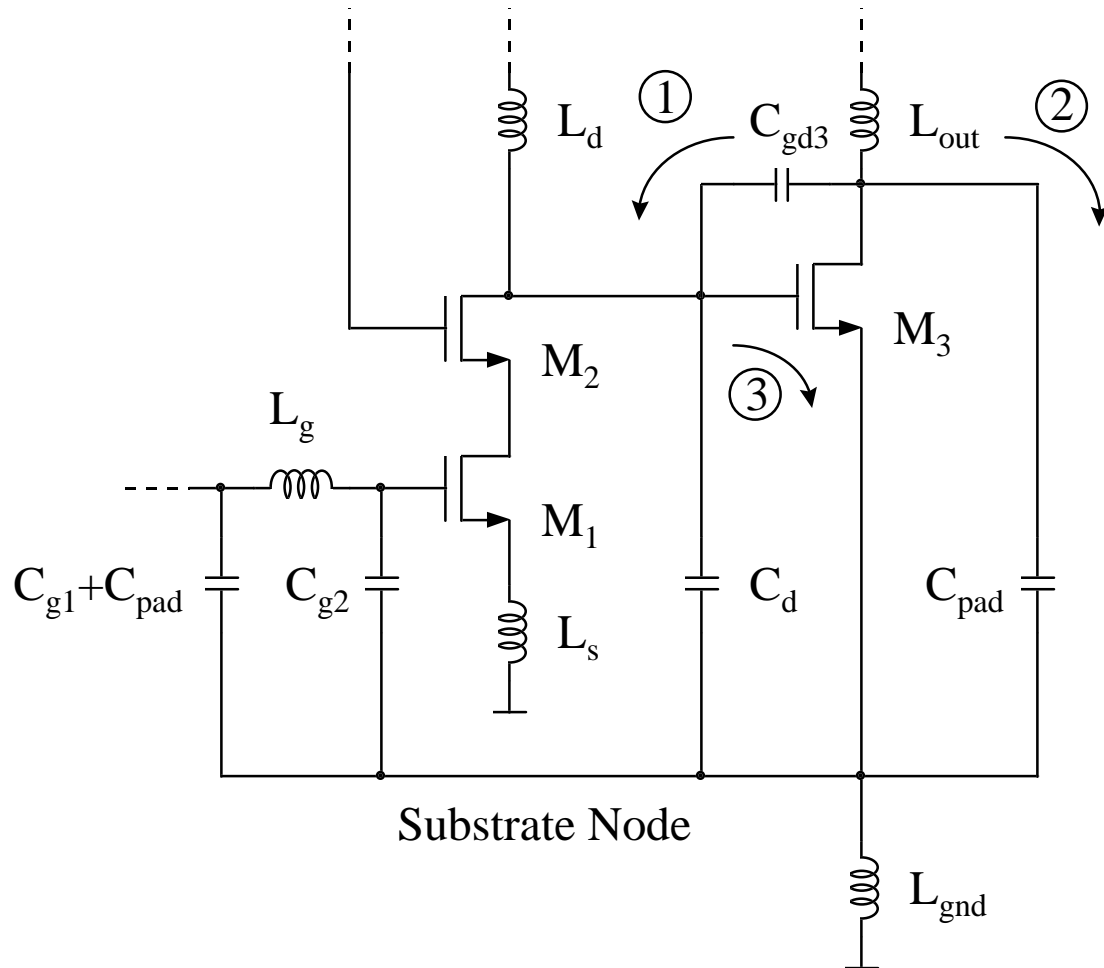 1
2
L_d
C_gd3
L_out
M_2
M_3
3
L_g
M_1
C_g1+C_pad
C_g2
C_d
C_pad
L_s
Substrate Node
L_gnd